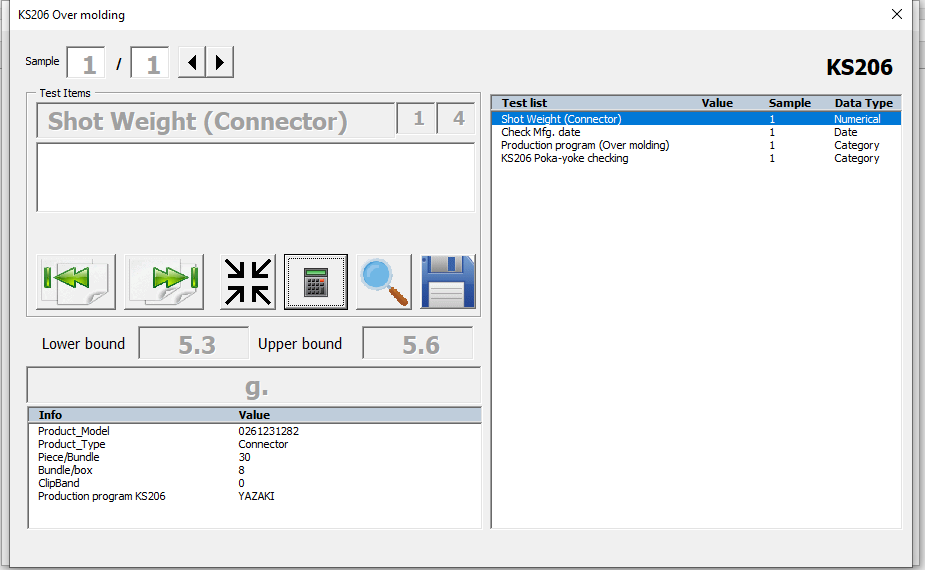 KS206 Over molding
Sample 1 / 1
KS206
Test Items
Shot Weight (Connector) 1 4
Lower bound 5.3 Upper bound 5.6
g.
Info Value
Product_Model 0261231282
Product_Type Connector
Piece/Bundle 30
Bundle/box 8
ClipBand 0
Production program KS206 YAZAKI
Test list Value Sample Data Type
Shot Weight (Connector) 1 Numerical
Check Mfg. date 1 Date
Production program (Over molding) 1 Category
KS206 Poka-yoke checking 1 Category